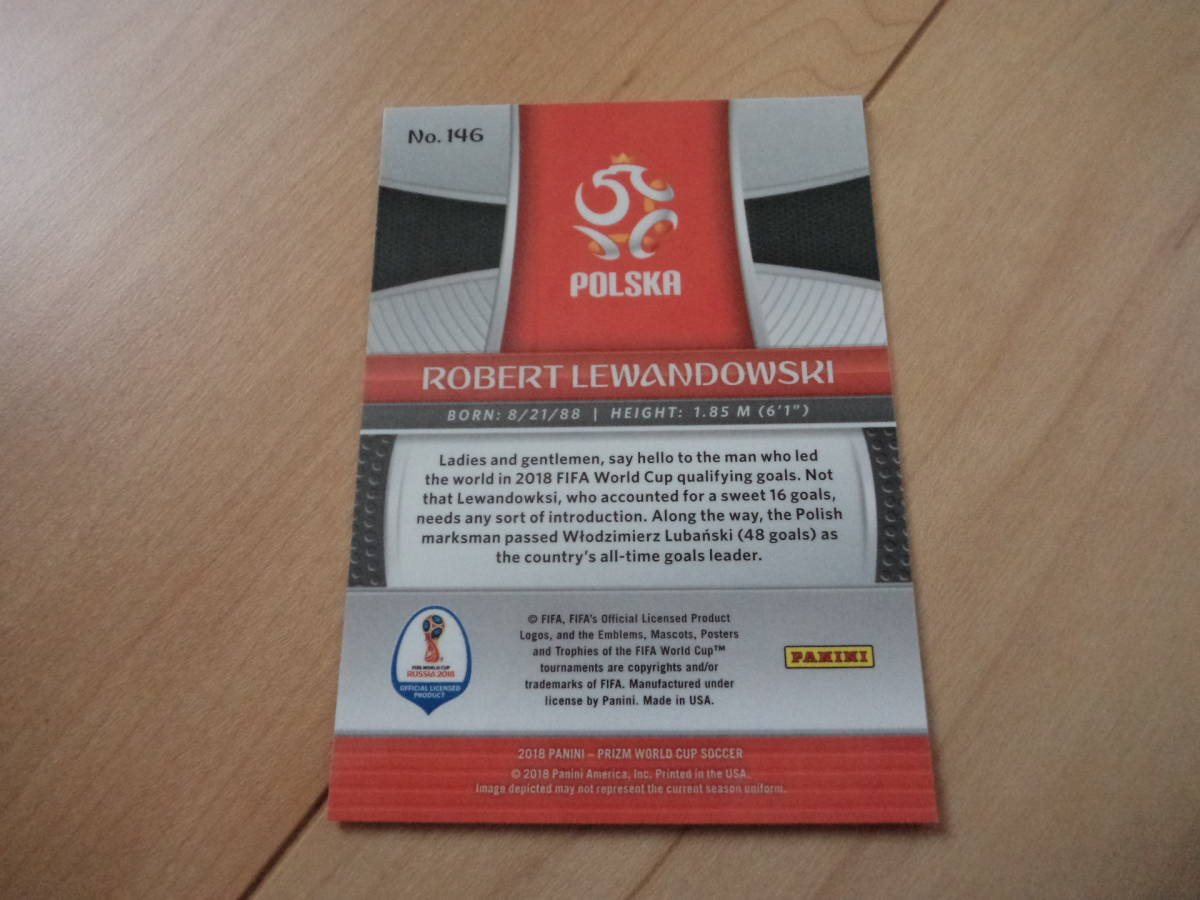 No. 146
POLSKA
ROBERT LEWANDOWSKI
BORN: 8/21/88 | HEIGHT: 1.85 M (6'1")
Ladies and gentlemen, say hello to the man who led
the world in 2018 FIFA World Cup qualifying goals. Not
that Lewandowksi, who accounted for a sweet 16 goals,
needs any sort of introduction. Along the way, the Polish
marksman passed Włodzimierz Lubański (48 goals) as
the country's all-time goals leader.
FIFA WORLD CUP
RUSSIA 2018
OFFICIAL LICENSED
PRODUCT
© FIFA, FIFA's Official Licensed Product
Logos, and the Emblems, Mascots, Posters
and Trophies of the FIFA World Cup™
tournaments are copyrights and/or
trademarks of FIFA. Manufactured under
license by Panini. Made in USA.
PANINI
2018 PANINI – PRIZM WORLD CUP SOCCER
© 2018 Panini America, Inc. Printed in the USA.
Image depicted may not represent the current season uniform.